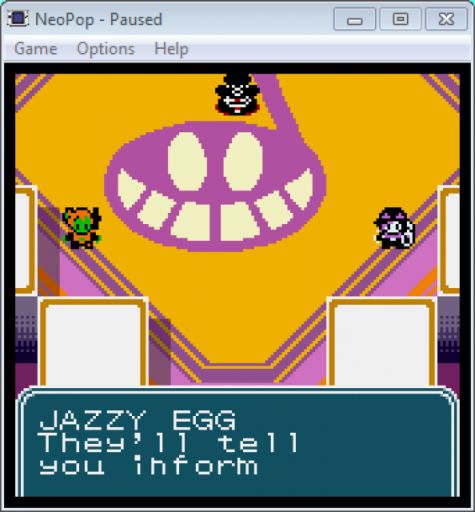 NeoPop - Paused
Game Options Help
JAZZY EGG
They'll tell
you inform